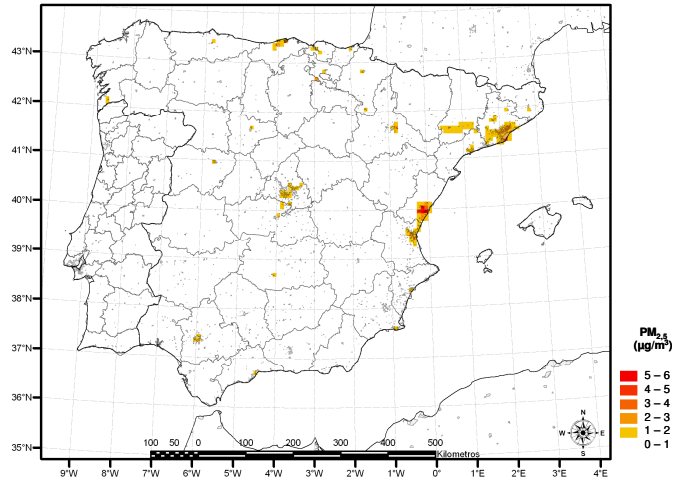 43°N
42°N
41°N
40°N
39°N
38°N
37°N
36°N
35°N
PM2,5
(µg/m³)
5 – 6
4 – 5
3 – 4
2 – 3
1 – 2
0 – 1
N
W E
S
100 50 0 100 200 300 400 500
Kilometros
9°W 8°W 7°W 6°W 5°W 4°W 3°W 2°W 1°W 0° 1°E 2°E 3°E 4°E